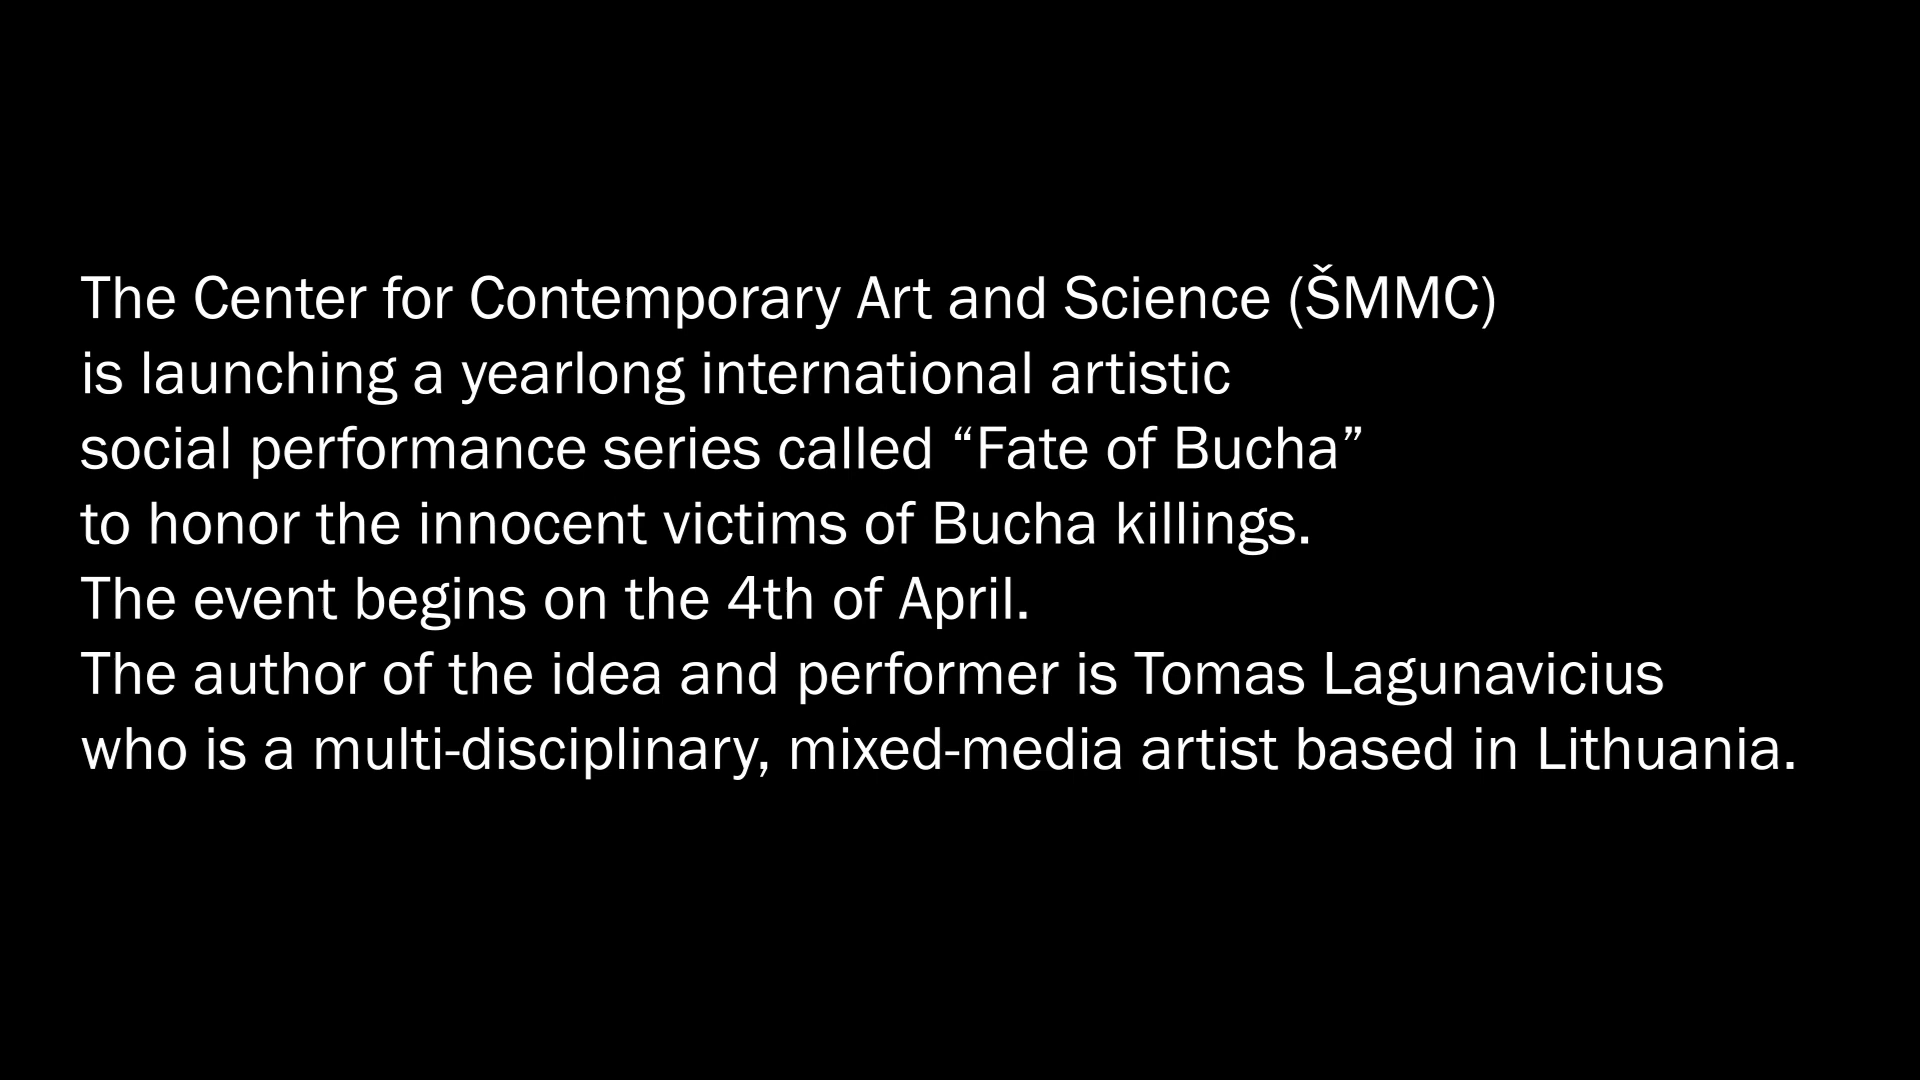 The Center for Contemporary Art and Science (ŠMMC)
is launching a yearlong international artistic
social performance series called “Fate of Bucha”
to honor the innocent victims of Bucha killings.
The event begins on the 4th of April.
The author of the idea and performer is Tomas Lagunavicius
who is a multi-disciplinary, mixed-media artist based in Lithuania.